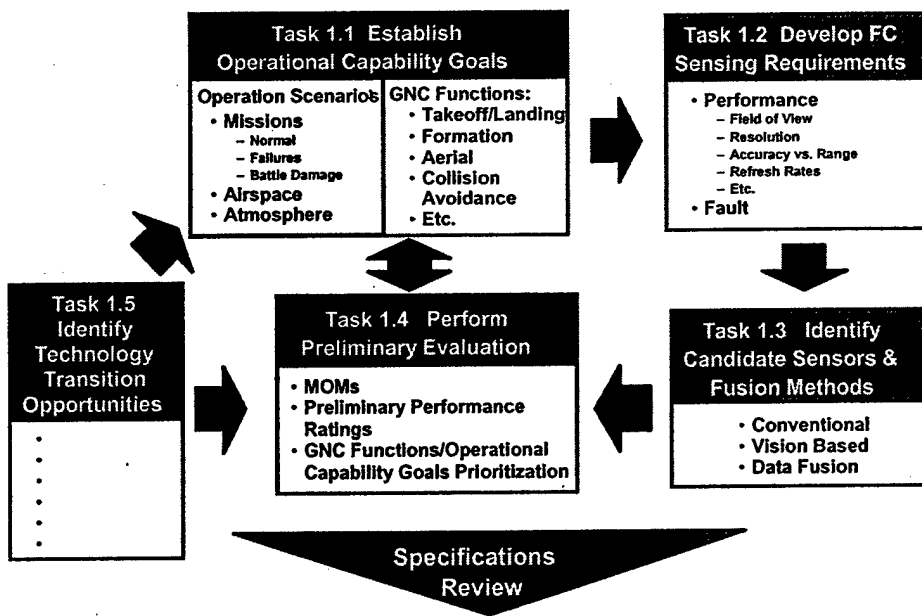 Task 1.1 Establish
Operational Capability Goals
Operation Scenarios
• Missions
– Normal
– Failures
– Battle Damage
• Airspace
• Atmosphere
GNC Functions:
• Takeoff/Landing
• Formation
• Aerial
• Collision
Avoidance
• Etc.
Task 1.2 Develop FC
Sensing Requirements
• Performance
– Field of View
– Resolution
– Accuracy vs. Range
– Refresh Rates
– Etc.
• Fault
Task 1.5
Identify
Technology
Transition
Opportunities
•
•
•
•
•
•
•
Task 1.4 Perform
Preliminary Evaluation
• MOMs
• Preliminary Performance
Ratings
• GNC Functions/Operational
Capability Goals Prioritization
Task 1.3 Identify
Candidate Sensors &
Fusion Methods
• Conventional
• Vision Based
• Data Fusion
Specifications
Review